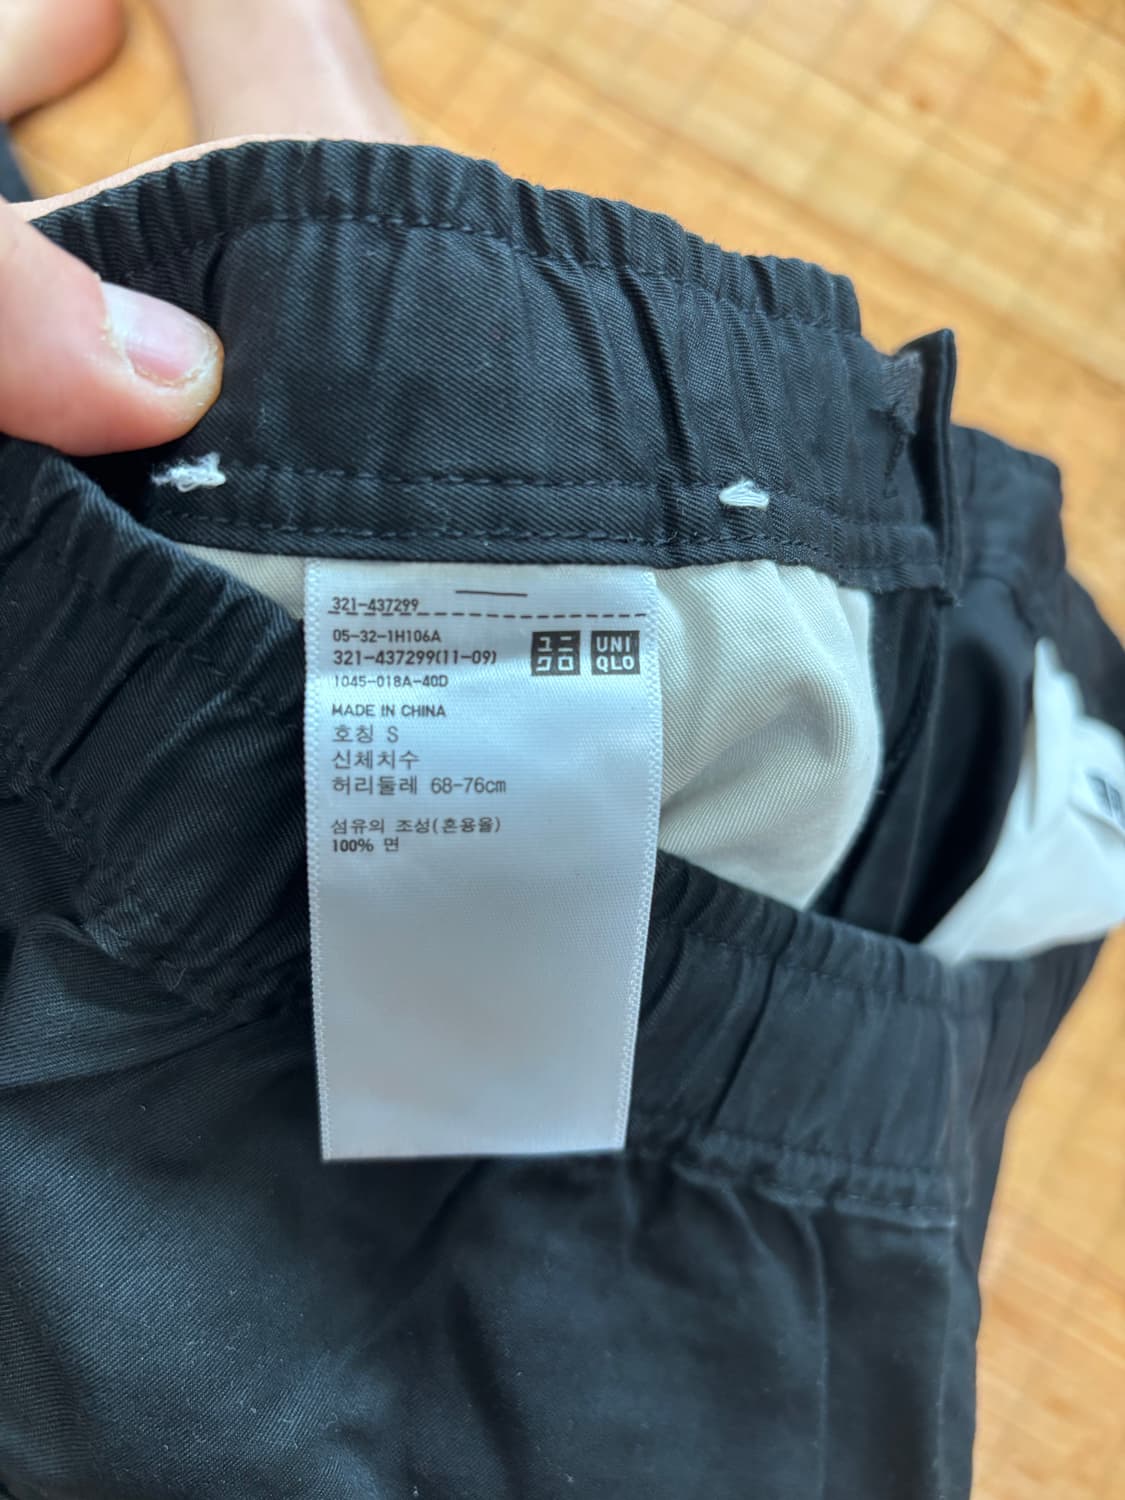 321-437299
05-32-1H106A
321-437299(11-09)
1045-018A-40D
ユニ
クロ
UNI
QLO
MADE IN CHINA
호칭 S
신체치수
허리둘레 68-76cm
섬유의 조성(혼용율)
100% 면